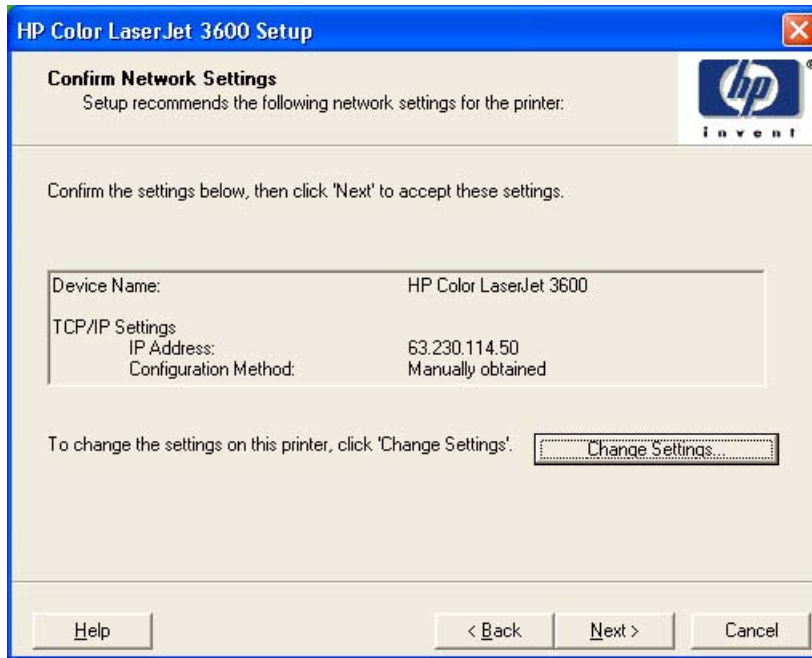 HP Color LaserJet 3600 Setup
Confirm Network Settings
Setup recommends the following network settings for the printer:
hp
®
invent
Confirm the settings below, then click 'Next' to accept these settings.
Device Name: HP Color LaserJet 3600
TCP/IP Settings
IP Address: 63.230.114.50
Configuration Method: Manually obtained
To change the settings on this printer, click 'Change Settings'. Change Settings...
Help < Back Next > Cancel